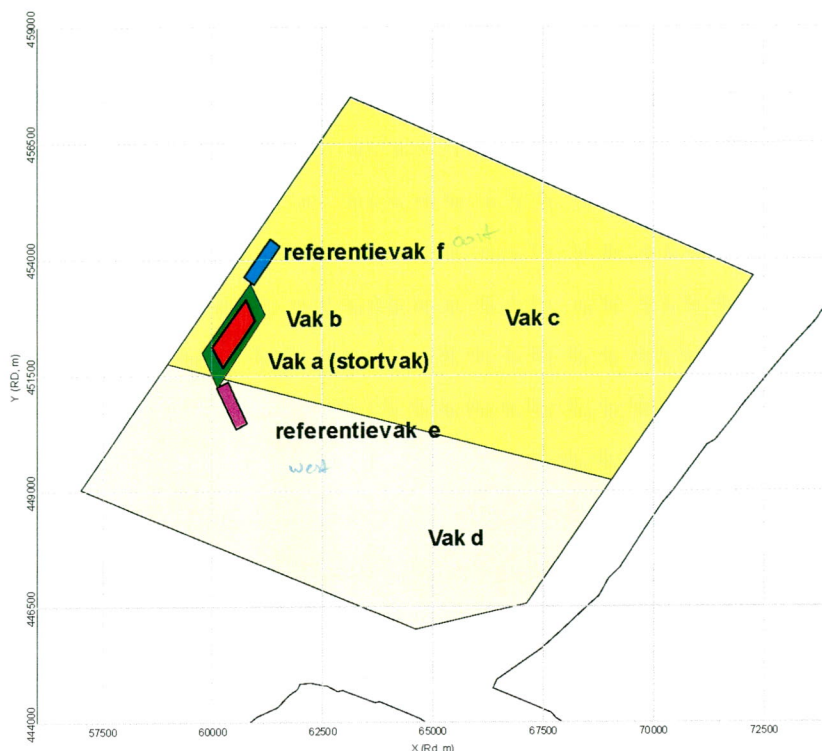 459000
456500
454000
451500
449000
446500
444000
Y (RD, m)
referentievak f
oost
Vak b
Vak c
Vak a (stortvak)
referentievak e
west
Vak d
57500
60000
62500
65000
67500
70000
72500
X (Rd, m)